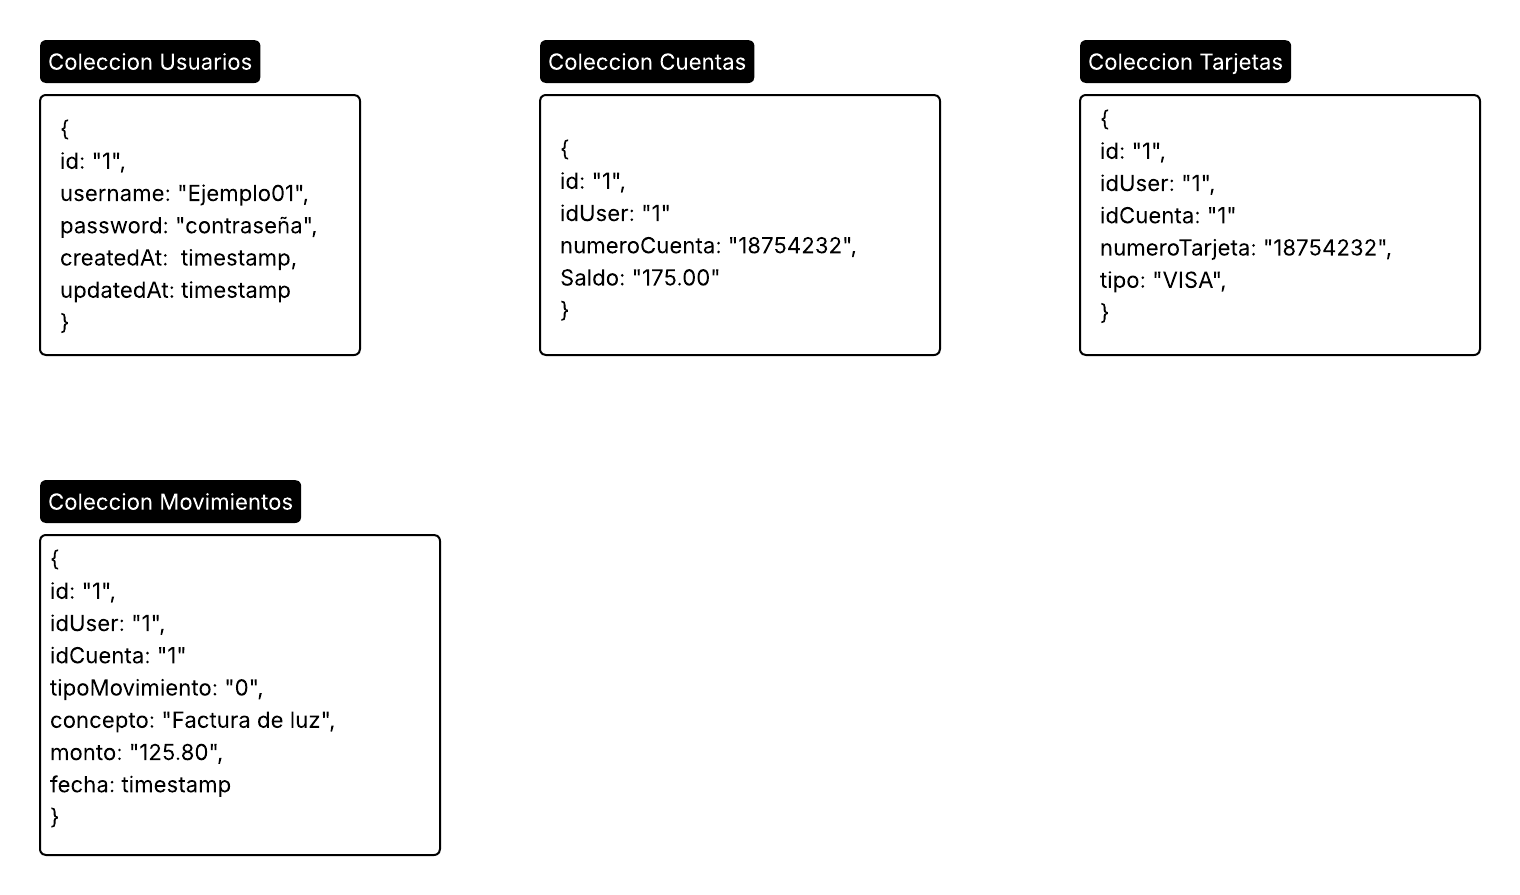 Coleccion Usuarios
{
id: "1",
username: "Ejemplo01",
password: "contraseña",
createdAt:  timestamp,
updatedAt: timestamp
}
Coleccion Cuentas
{
id: "1",
idUser: "1"
numeroCuenta: "18754232",
Saldo: "175.00"
}
Coleccion Tarjetas
{
id: "1",
idUser: "1",
idCuenta: "1"
numeroTarjeta: "18754232",
tipo: "VISA",
}
Coleccion Movimientos
{
id: "1",
idUser: "1",
idCuenta: "1"
tipoMovimiento: "0",
concepto: "Factura de luz",
monto: "125.80",
fecha: timestamp
}